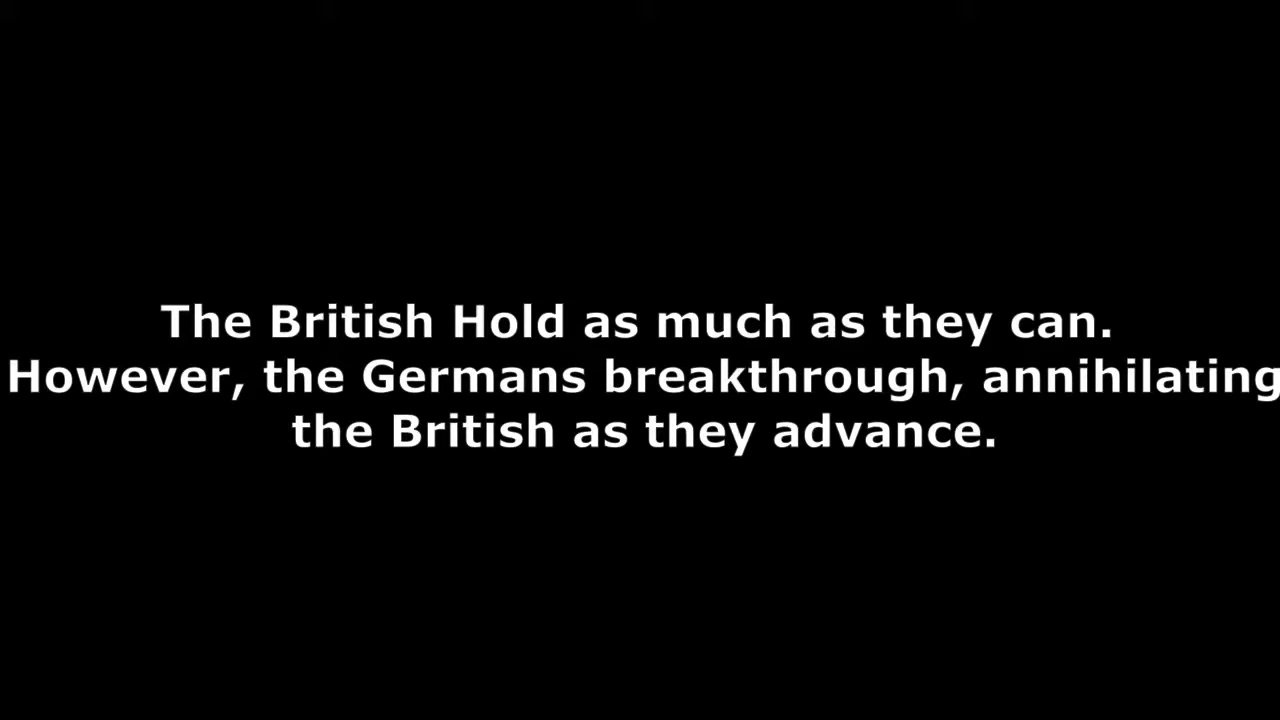 The British Hold as much as they can.
However, the Germans breakthrough, annihilating
the British as they advance.